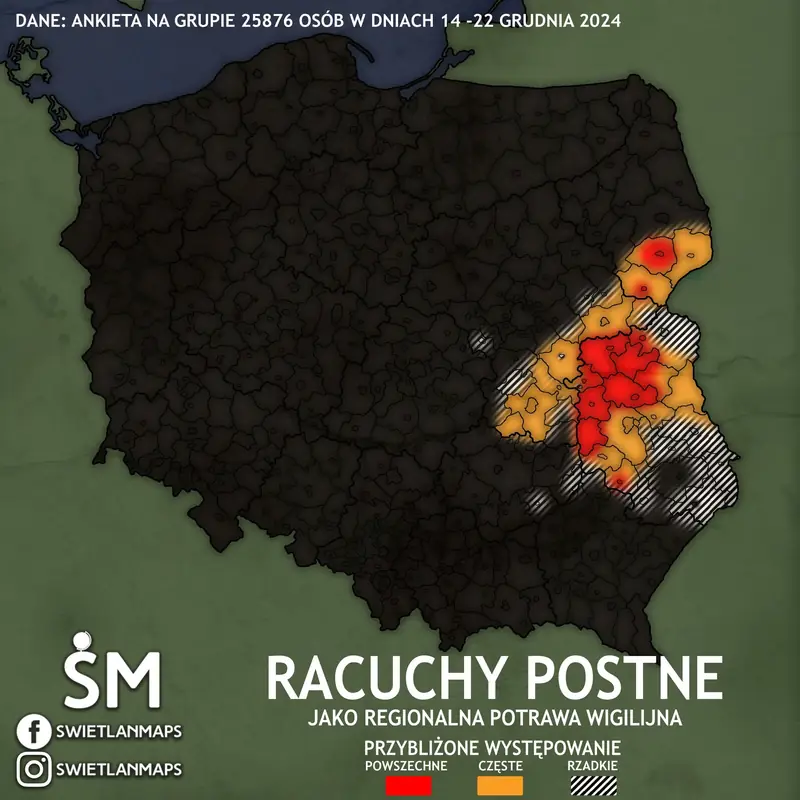 DANE: ANKIETA NA GRUPIE 25876 OSÓB W DNIACH 14 -22 GRUDNIA 2024
ŚM
SWIETLANMAPS
SWIETLANMAPS
RACUCHY POSTNE
JAKO REGIONALNA POTRAWA WIGILIJNA
PRZYBLIŻONE WYSTĘPOWANIE
POWSZECHNE CZĘSTE RZADKIE